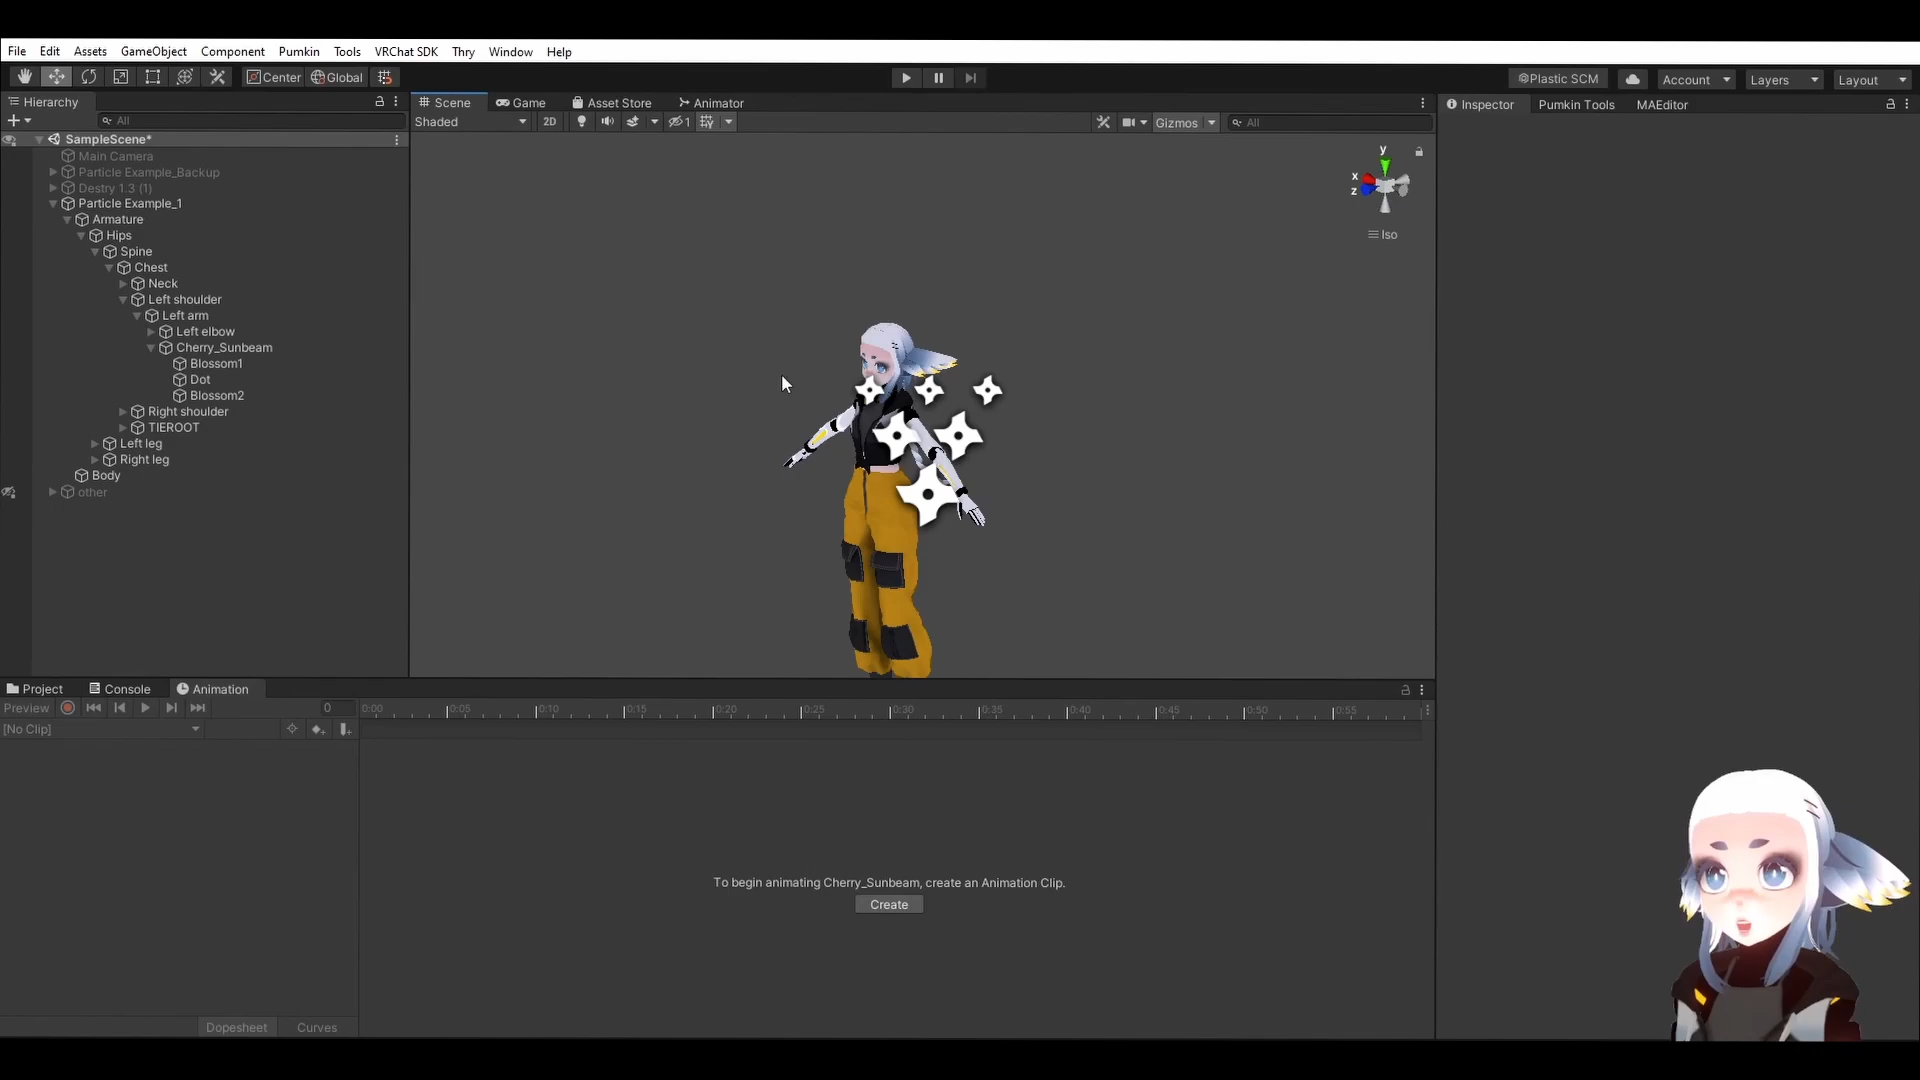 File Edit Assets GameObject Component Pumkin Tools VRChat SDK Thry Window Help
Center Global Plastic SCM Account Layers Layout
Hierarchy
All
SampleScene*
Main Camera
Particle Example_Backup
Destry 1.3 (1)
Particle Example_1
Armature
Hips
Spine
Chest
Neck
Left shoulder
Left arm
Left elbow
Cherry_Sunbeam
Blossom1
Dot
Blossom2
Right shoulder
TIEROOT
Left leg
Right leg
Body
other
Scene Game Asset Store Animator
Shaded 2D 1 Gizmos All
y
x
z
Iso
Inspector Pumkin Tools MAEditor
Project Console Animation
Preview 0 0:00 0:05 0:10 0:15 0:20 0:25 0:30 0:35 0:40 0:45 0:50 0:55
[No Clip]
To begin animating Cherry_Sunbeam, create an Animation Clip.
Create
Dopesheet Curves